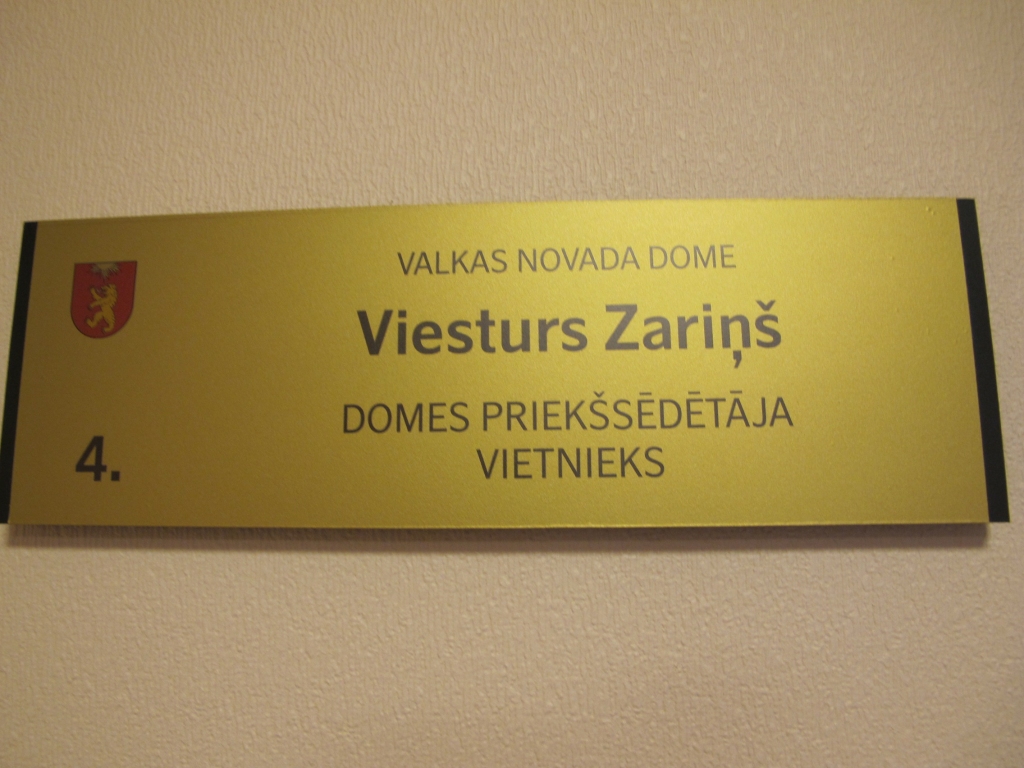 VALKAS NOVADA DOME
Viesturs Zariņš
DOMES PRIEKŠSĒDĒTĀJA
VIETNIEKS
4.